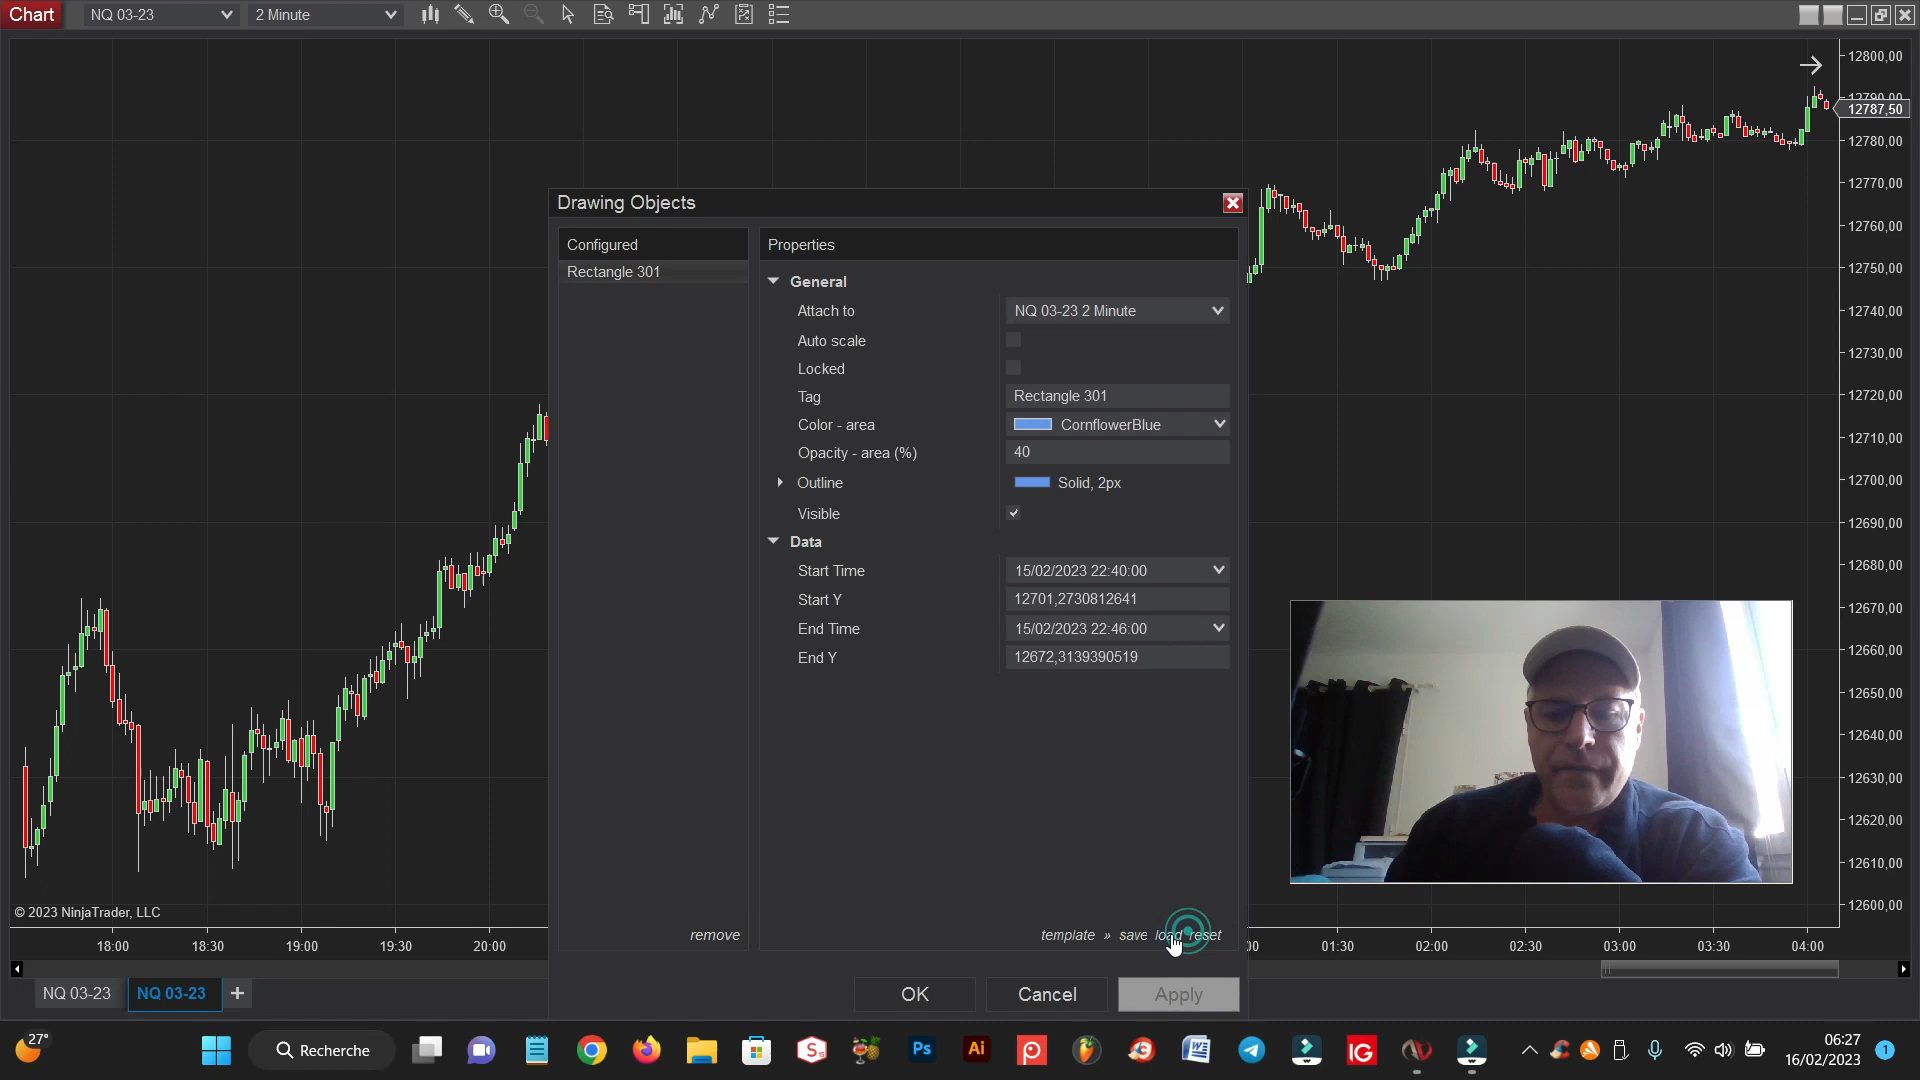 Chart NQ 03-23 2 Minute
12800,00
12790,00
12787,50
12780,00
12770,00
12760,00
12750,00
12740,00
12730,00
12720,00
12710,00
12700,00
12690,00
12680,00
12670,00
12660,00
12650,00
12640,00
12630,00
12620,00
12610,00
12600,00
Drawing Objects
Configured
Rectangle 301
remove
Properties
General
Attach to NQ 03-23 2 Minute
Auto scale
Locked
Tag Rectangle 301
Color - area CornflowerBlue
Opacity - area (%) 40
Outline Solid, 2px
Visible
Data
Start Time 15/02/2023 22:40:00
Start Y 12701,2730812641
End Time 15/02/2023 22:46:00
End Y 12672,3139390519
template » save load reset
OK Cancel Apply
© 2023 NinjaTrader, LLC
18:00 18:30 19:00 19:30 20:00 01:30 02:00 02:30 03:00 03:30 04:00
NQ 03-23 NQ 03-23 +
27° Recherche Ps Ai IG 06:27
16/02/2023 1